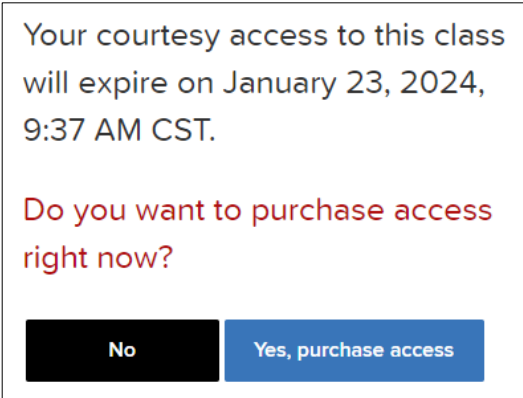 Your courtesy access to this class
will expire on January 23, 2024,
9:37 AM CST.
Do you want to purchase access
right now?
No
Yes, purchase access